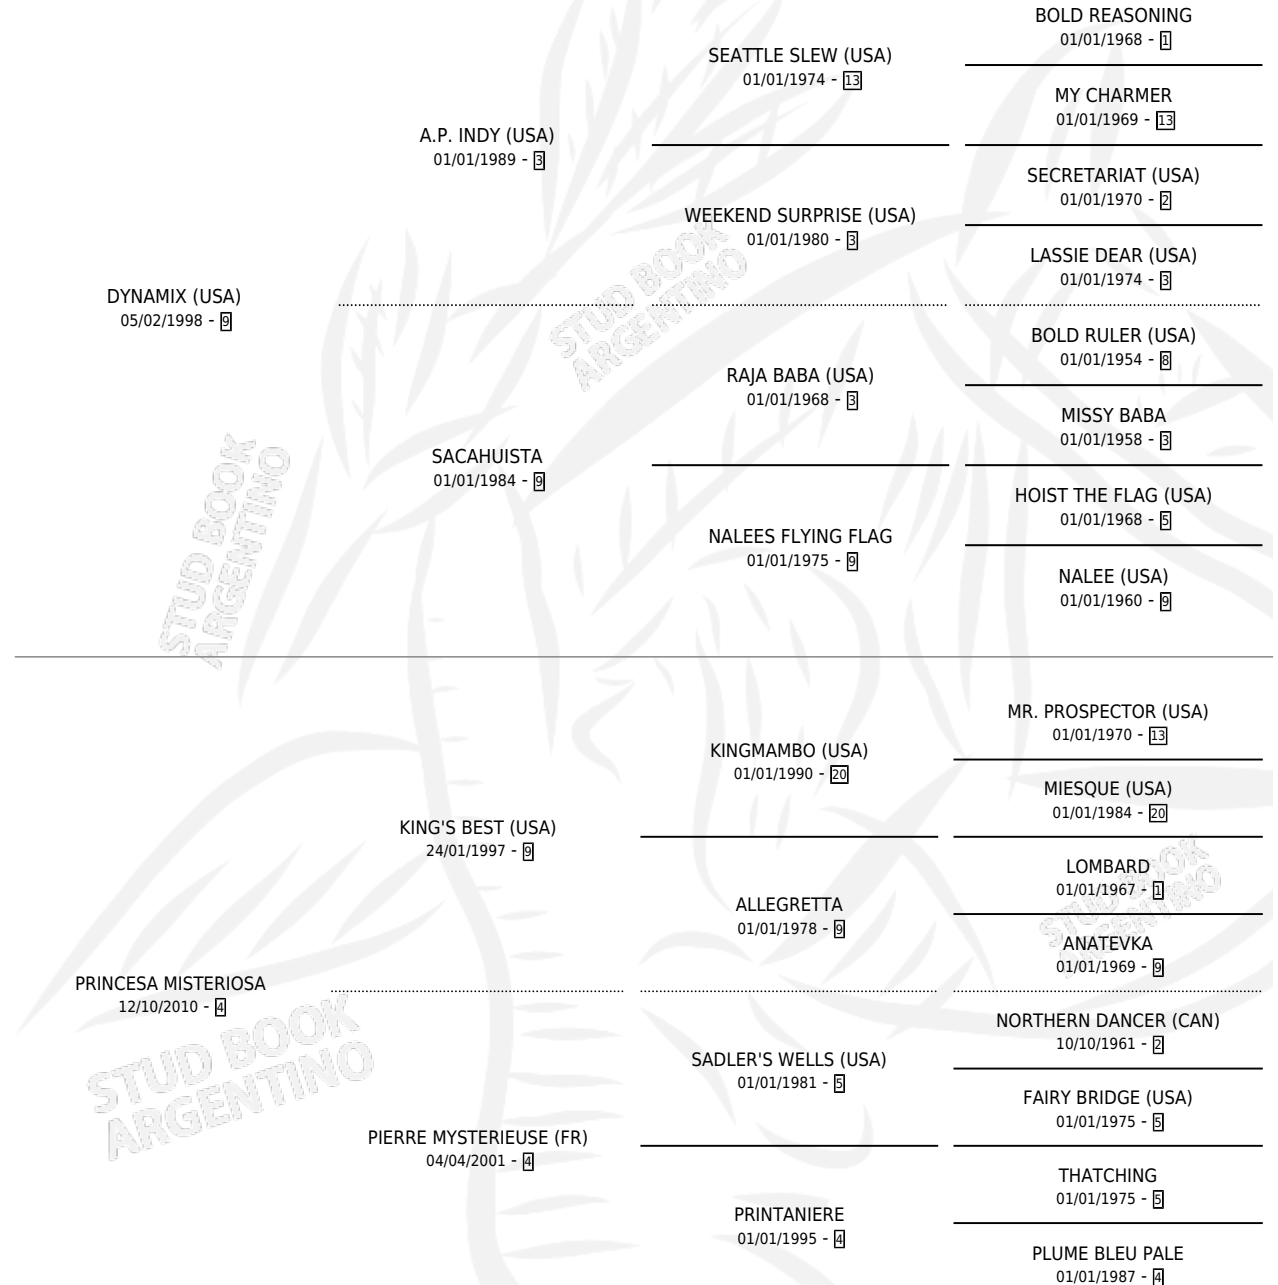 BOLD REASONING
01/01/1968 - 1
SEATTLE SLEW (USA)
01/01/1974 - 13
MY CHARMER
01/01/1969 - 13
A.P. INDY (USA)
01/01/1989 - 3
SECRETARIAT (USA)
01/01/1970 - 2
WEEKEND SURPRISE (USA)
01/01/1980 - 3
LASSIE DEAR (USA)
01/01/1974 - 3
DYNAMIX (USA)
05/02/1998 - 9
BOLD RULER (USA)
01/01/1954 - 8
RAJA BABA (USA)
01/01/1968 - 3
MISSY BABA
01/01/1958 - 3
SACAHUISTA
01/01/1984 - 9
HOIST THE FLAG (USA)
01/01/1968 - 5
NALEES FLYING FLAG
01/01/1975 - 9
NALEE (USA)
01/01/1960 - 9
MR. PROSPECTOR (USA)
01/01/1970 - 13
KINGMAMBO (USA)
01/01/1990 - 20
MIESQUE (USA)
01/01/1984 - 20
KING'S BEST (USA)
24/01/1997 - 9
LOMBARD
01/01/1967 - 1
ALLEGRETTA
01/01/1978 - 9
ANATEVKA
01/01/1969 - 9
PRINCESA MISTERIOSA
12/10/2010 - 4
NORTHERN DANCER (CAN)
10/10/1961 - 2
SADLER'S WELLS (USA)
01/01/1981 - 5
FAIRY BRIDGE (USA)
01/01/1975 - 5
PIERRE MYSTERIEUSE (FR)
04/04/2001 - 4
THATCHING
01/01/1975 - 5
PRINTANIERE
01/01/1995 - 4
PLUME BLEU PALE
01/01/1987 - 4
STUD BOOK
ARGENTINO
STUD BOOK
ARGENTINO
STUD BOOK
ARGENTINO
STUD BOOK
ARGENTINO